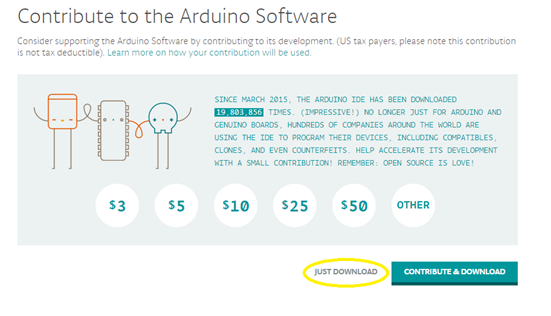 Contribute to the Arduino Software
Consider supporting the Arduino Software by contributing to its development. (US tax payers, please note this contribution
is not tax deductible). Learn more on how your contribution will be used.
SINCE MARCH 2015, THE ARDUINO IDE HAS BEEN DOWNLOADED
19,803,856 TIMES. (IMPRESSIVE!) NO LONGER JUST FOR ARDUINO AND
GENUINO BOARDS, HUNDREDS OF COMPANIES AROUND THE WORLD ARE
USING THE IDE TO PROGRAM THEIR DEVICES, INCLUDING COMPATIBLES,
CLONES, AND EVEN COUNTERFEITS. HELP ACCELERATE ITS DEVELOPMENT
WITH A SMALL CONTRIBUTION! REMEMBER: OPEN SOURCE IS LOVE!
$3 $5 $10 $25 $50 OTHER
JUST DOWNLOAD CONTRIBUTE & DOWNLOAD